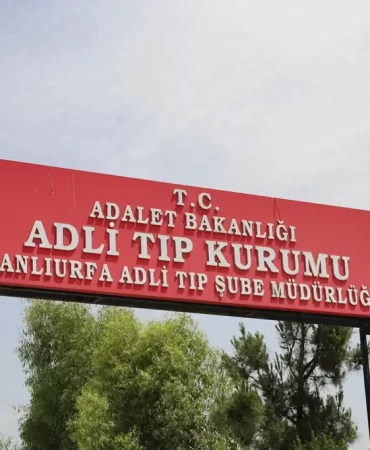 T.C.
ADALET BAKANLIĞI
ADLİ TIP KURUMU
ANLIURFA ADLİ TIP ŞUBE MÜDÜRLÜĞ